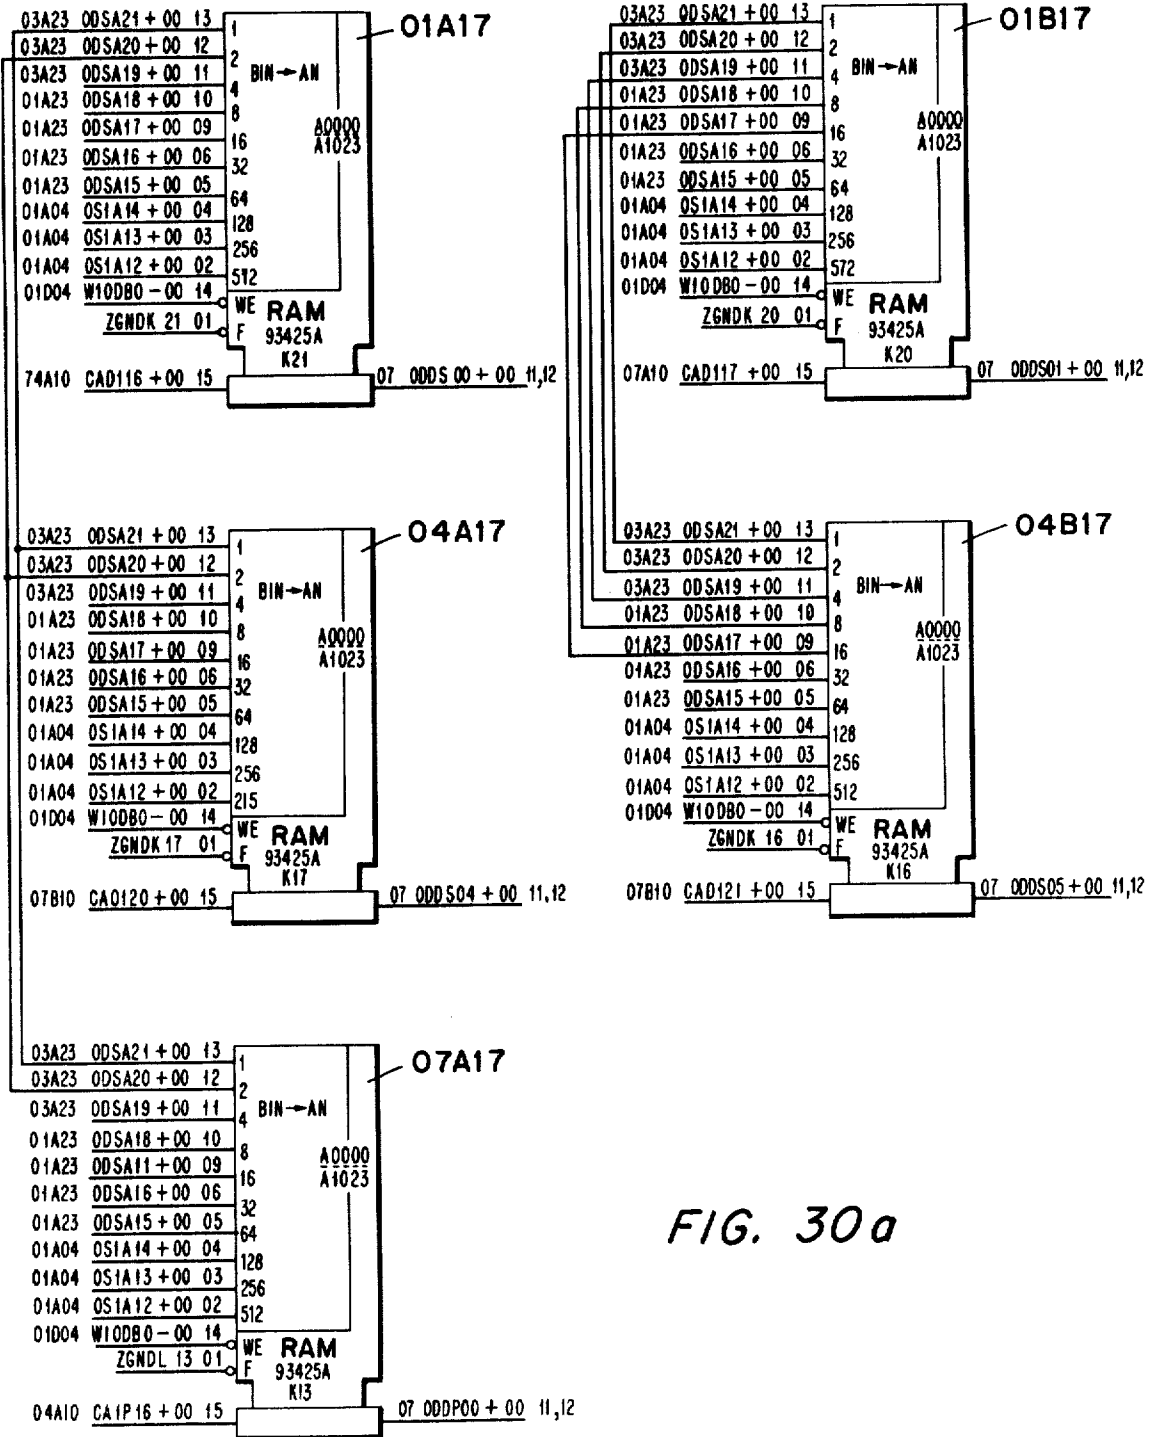 01A17
03A23 0DSA21+00 13 1
03A23 0DSA20+00 12 2
03A23 0DSA19+00 11 4
BIN→AN
01A23 0DSA18+00 10 8
01A23 0DSA17+00 09 16
A0000
A1023
01A23 0DSA16+00 06 32
01A23 0DSA15+00 05 64
01A04 0S1A14+00 04 128
01A04 0S1A13+00 03 256
01A04 0S1A12+00 02 512
01D04 W10DB0-00 14 WE
RAM
ZGNDK 21 01 F
93425A
K21
74A10 CAD116+00 15
07 0DDS 00+00 11,12
01B17
03A23 0DSA21+00 13 1
03A23 0DSA20+00 12 2
03A23 0DSA19+00 11 4
BIN→AN
01A23 0DSA18+00 10 8
01A23 0DSA17+00 09 16
A0000
A1023
01A23 0DSA16+00 06 32
01A23 0DSA15+00 05 64
01A04 0S1A14+00 04 128
01A04 0S1A13+00 03 256
01A04 0S1A12+00 02 572
01D04 W10DB0-00 14 WE
RAM
ZGNDK 20 01 F
93425A
K20
07A10 CAD117+00 15
07 0DDS01+00 11,12
04A17
03A23 0DSA21+00 13 1
03A23 0DSA20+00 12 2
03A23 0DSA19+00 11 4
BIN→AN
01A23 0DSA18+00 10 8
01A23 0DSA17+00 09 16
A0000
A1023
01A23 0DSA16+00 06 32
01A23 0DSA15+00 05 64
01A04 0S1A14+00 04 128
01A04 0S1A13+00 03 256
01A04 0S1A12+00 02 215
01D04 W10DB0-00 14 WE
RAM
ZGNDK 17 01 F
93425A
K17
07B10 CAD120+00 15
07 0DDS04+00 11,12
04B17
03A23 0DSA21+00 13 1
03A23 0DSA20+00 12 2
03A23 0DSA19+00 11 4
BIN→AN
01A23 0DSA18+00 10 8
01A23 0DSA17+00 09 16
A0000
A1023
01A23 0DSA16+00 06 32
01A23 0DSA15+00 05 64
01A04 0S1A14+00 04 128
01A04 0S1A13+00 03 256
01A04 0S1A12+00 02 512
01D04 W10DB0-00 14 WE
RAM
ZGNDK 16 01 F
93425A
K16
07B10 CAD121+00 15
07 0DDS05+00 11,12
07A17
03A23 0DSA21+00 13 1
03A23 0DSA20+00 12 2
03A23 0DSA19+00 11 4
BIN→AN
01A23 0DSA18+00 10 8
01A23 0DSA11+00 09 16
A0000
A1023
01A23 0DSA16+00 06 32
01A23 0DSA15+00 05 64
01A04 0S1A14+00 04 128
01A04 0S1A13+00 03 256
01A04 0S1A12+00 02 512
01D04 W10DB0-00 14 WE
RAM
ZGNDL 13 01 F
93425A
K13
04A10 CA1P16+00 15
07 0DDP00+00 11,12
FIG. 30a